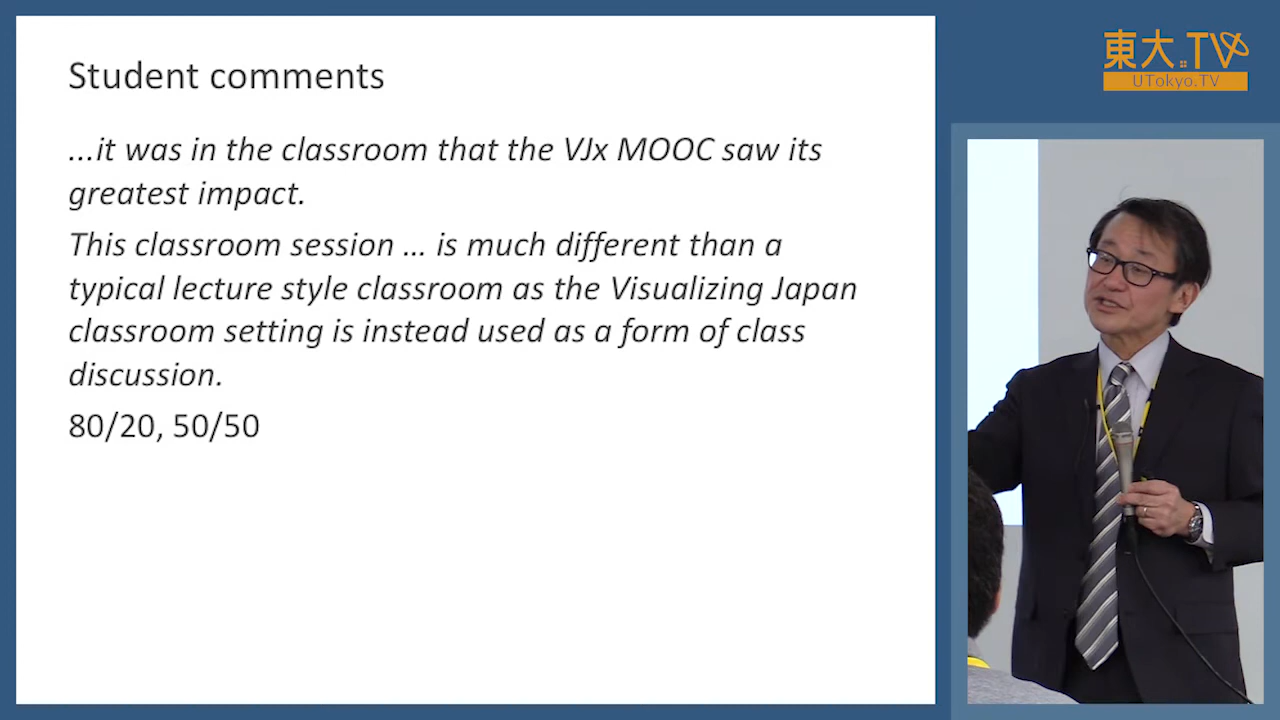 Student comments
...it was in the classroom that the VJx MOOC saw its
greatest impact.
This classroom session ... is much different than a
typical lecture style classroom as the Visualizing Japan
classroom setting is instead used as a form of class
discussion.
80/20, 50/50
東大.TV
UTokyo.TV